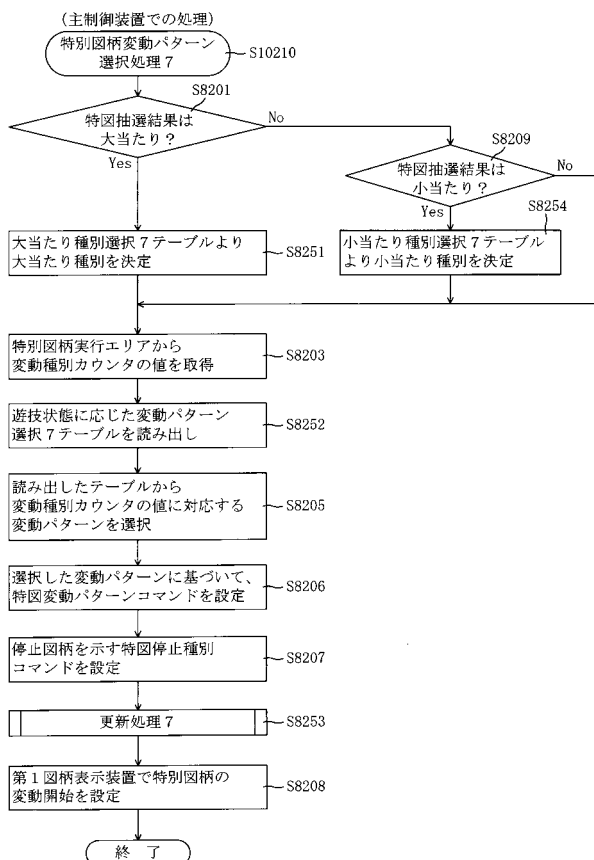 (主制御装置での処理)
特別図柄変動パターン
選択処理7
S10210
S8201
特図抽選結果は
大当たり?
No
Yes
S8209
特図抽選結果は
小当たり?
No
Yes
S8254
大当たり種別選択7テーブルより
大当たり種別を決定
S8251
小当たり種別選択7テーブル
より小当たり種別を決定
特別図柄実行エリアから
変動種別カウンタの値を取得
S8203
遊技状態に応じた変動パターン
選択7テーブルを読み出し
S8252
読み出したテーブルから
変動種別カウンタの値に対応する
変動パターンを選択
S8205
選択した変動パターンに基づいて、
特図変動パターンコマンドを設定
S8206
停止図柄を示す特図停止種別
コマンドを設定
S8207
更新処理7
S8253
第1図柄表示装置で特別図柄の
変動開始を設定
S8208
終 了